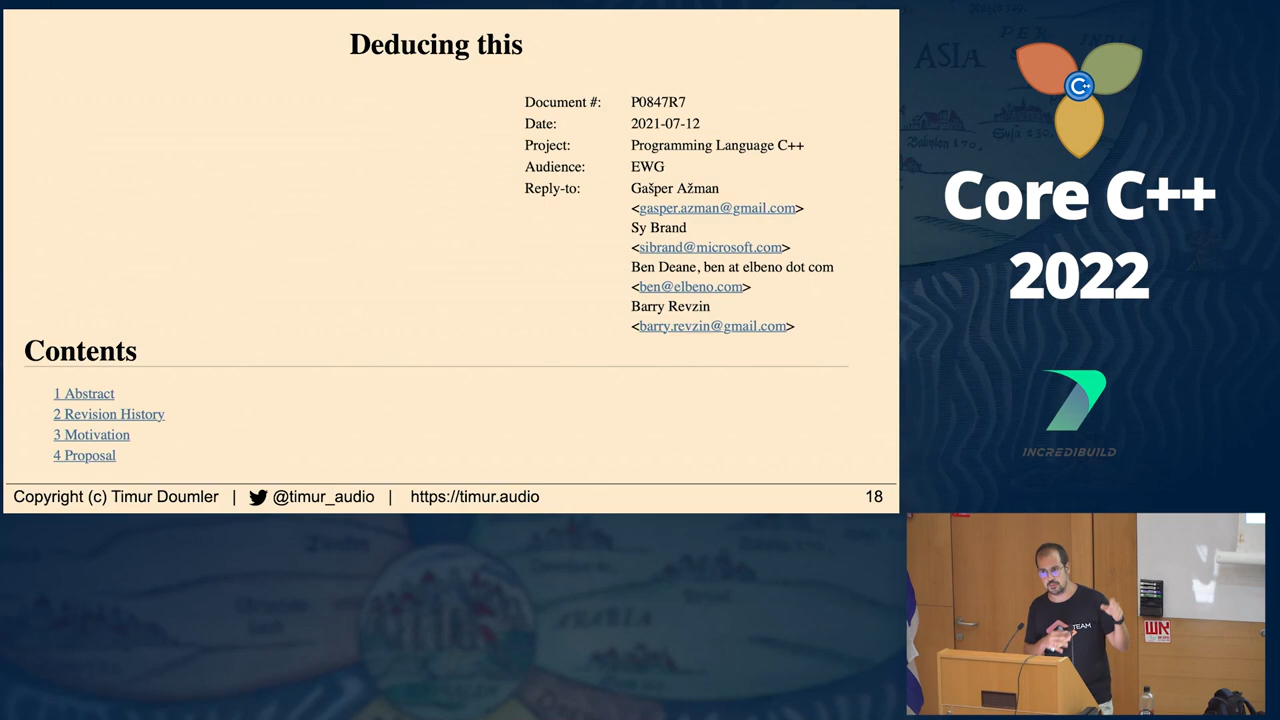 Deducing this
Document #: P0847R7
Date: 2021-07-12
Project: Programming Language C++
Audience: EWG
Reply-to: Gašper Ažman
<gasper.azman@gmail.com>
Sy Brand
<sibrand@microsoft.com>
Ben Deane, ben at elbeno dot com
<ben@elbeno.com>
Barry Revzin
<barry.revzin@gmail.com>
Contents
1 Abstract
2 Revision History
3 Motivation
4 Proposal
Copyright (c) Timur Doumler | @timur_audio | https://timur.audio 18
ASIA
C++
Core C++
2022
INCREDIBUILD
TEAM
ARABIA